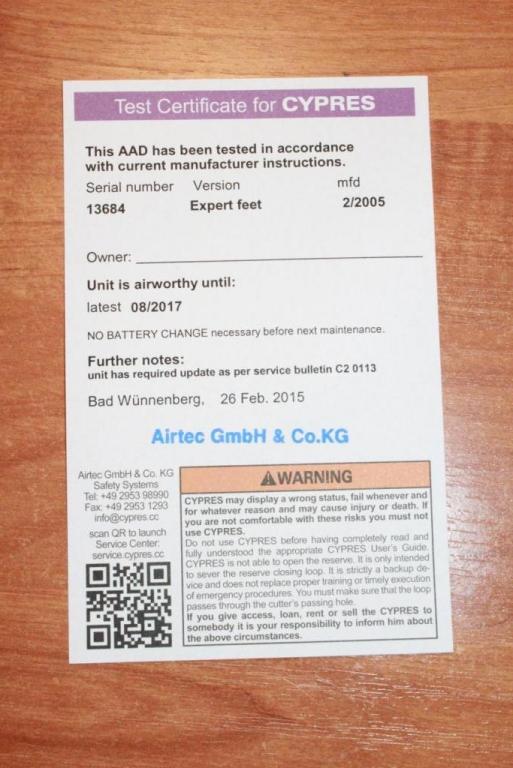 Test Certificate for CYPRES
This AAD has been tested in accordance
with current manufacturer instructions.
Serial number Version mfd
13684 Expert feet 2/2005
Owner:
Unit is airworthy until:
latest 08/2017
NO BATTERY CHANGE necessary before next maintenance.
Further notes:
unit has required update as per service bulletin C2 0113
Bad Wünnenberg, 26 Feb. 2015
Airtec GmbH & Co.KG
Airtec GmbH & Co. KG
Safety Systems
Tel: +49 2953 98990
Fax: +49 2953 1293
info@cypres.cc
scan QR to launch
Service Center:
service.cypres.cc
WARNING
CYPRES may display a wrong status, fail whenever and
for whatever reason and may cause injury or death. If
you are not comfortable with these risks you must not
use CYPRES.
Do not use CYPRES before having completely read and
fully understood the appropriate CYPRES User's Guide.
CYPRES is not able to open the reserve. It is only intended
to sever the reserve closing loop. It is strictly a backup de-
vice and does not replace proper training or timely execution
of emergency procedures. You must make sure that the loop
passes through the cutter's passing hole.
If you give access, loan, rent or sell the CYPRES to
somebody it is your responsibility to inform him about
the above circumstances.